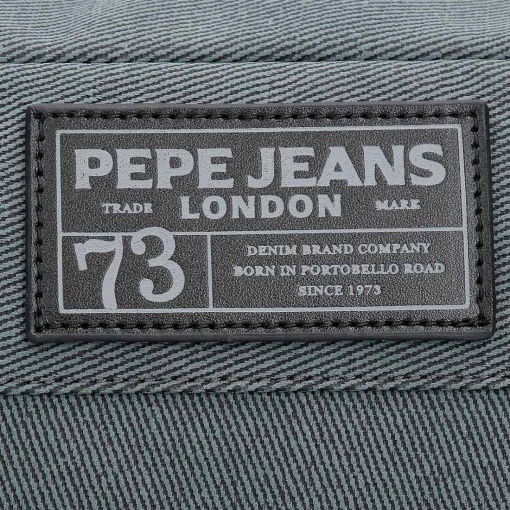 PEPE JEANS
TRADE LONDON MARK
73
DENIM BRAND COMPANY
BORN IN PORTOBELLO ROAD
SINCE 1973